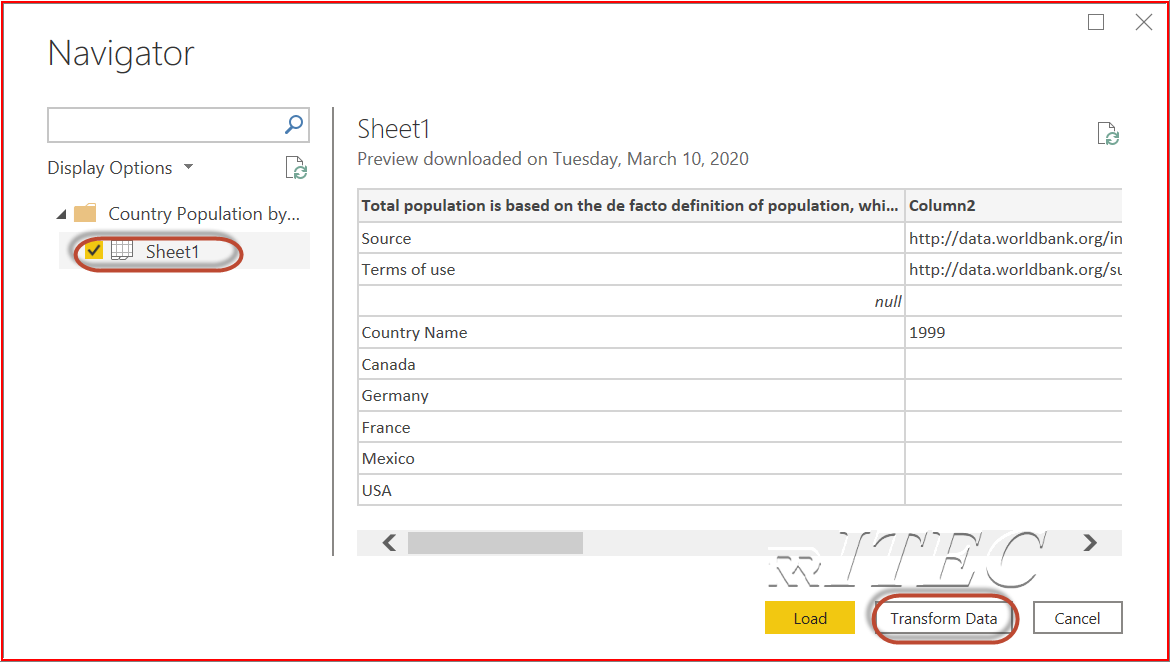 Navigator
Display Options
Country Population by...
Sheet1
Sheet1
Preview downloaded on Tuesday, March 10, 2020
Total population is based on the de facto definition of population, whi... Column2
Source http://data.worldbank.org/in
Terms of use http://data.worldbank.org/su
null
Country Name 1999
Canada
Germany
France
Mexico
USA
RRITEC
Load Transform Data Cancel